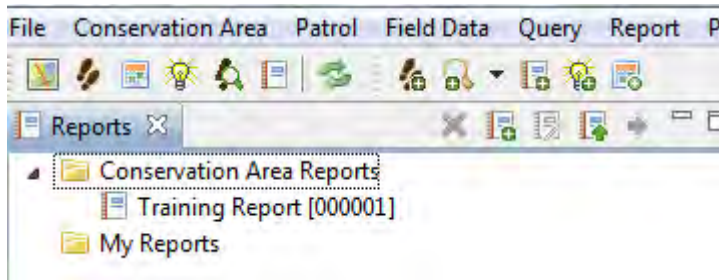 File Conservation Area Patrol Field Data Query Report P
Reports
Conservation Area Reports
Training Report [000001]
My Reports